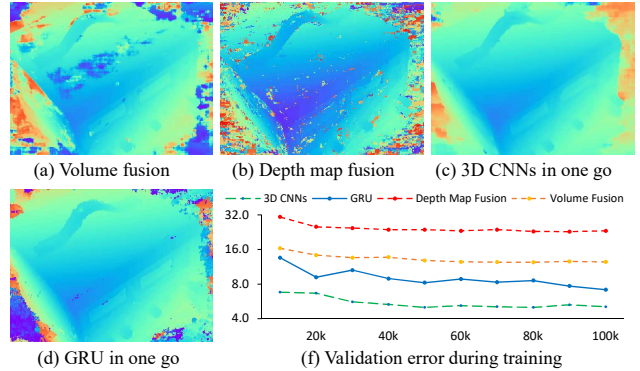 (a) Volume fusion
(b) Depth map fusion
(c) 3D CNNs in one go
3D CNNs
GRU
Depth Map Fusion
Volume Fusion
32.0
16.0
8.0
4.0
20k
40k
60k
80k
100k
(d) GRU in one go
(f) Validation error during training